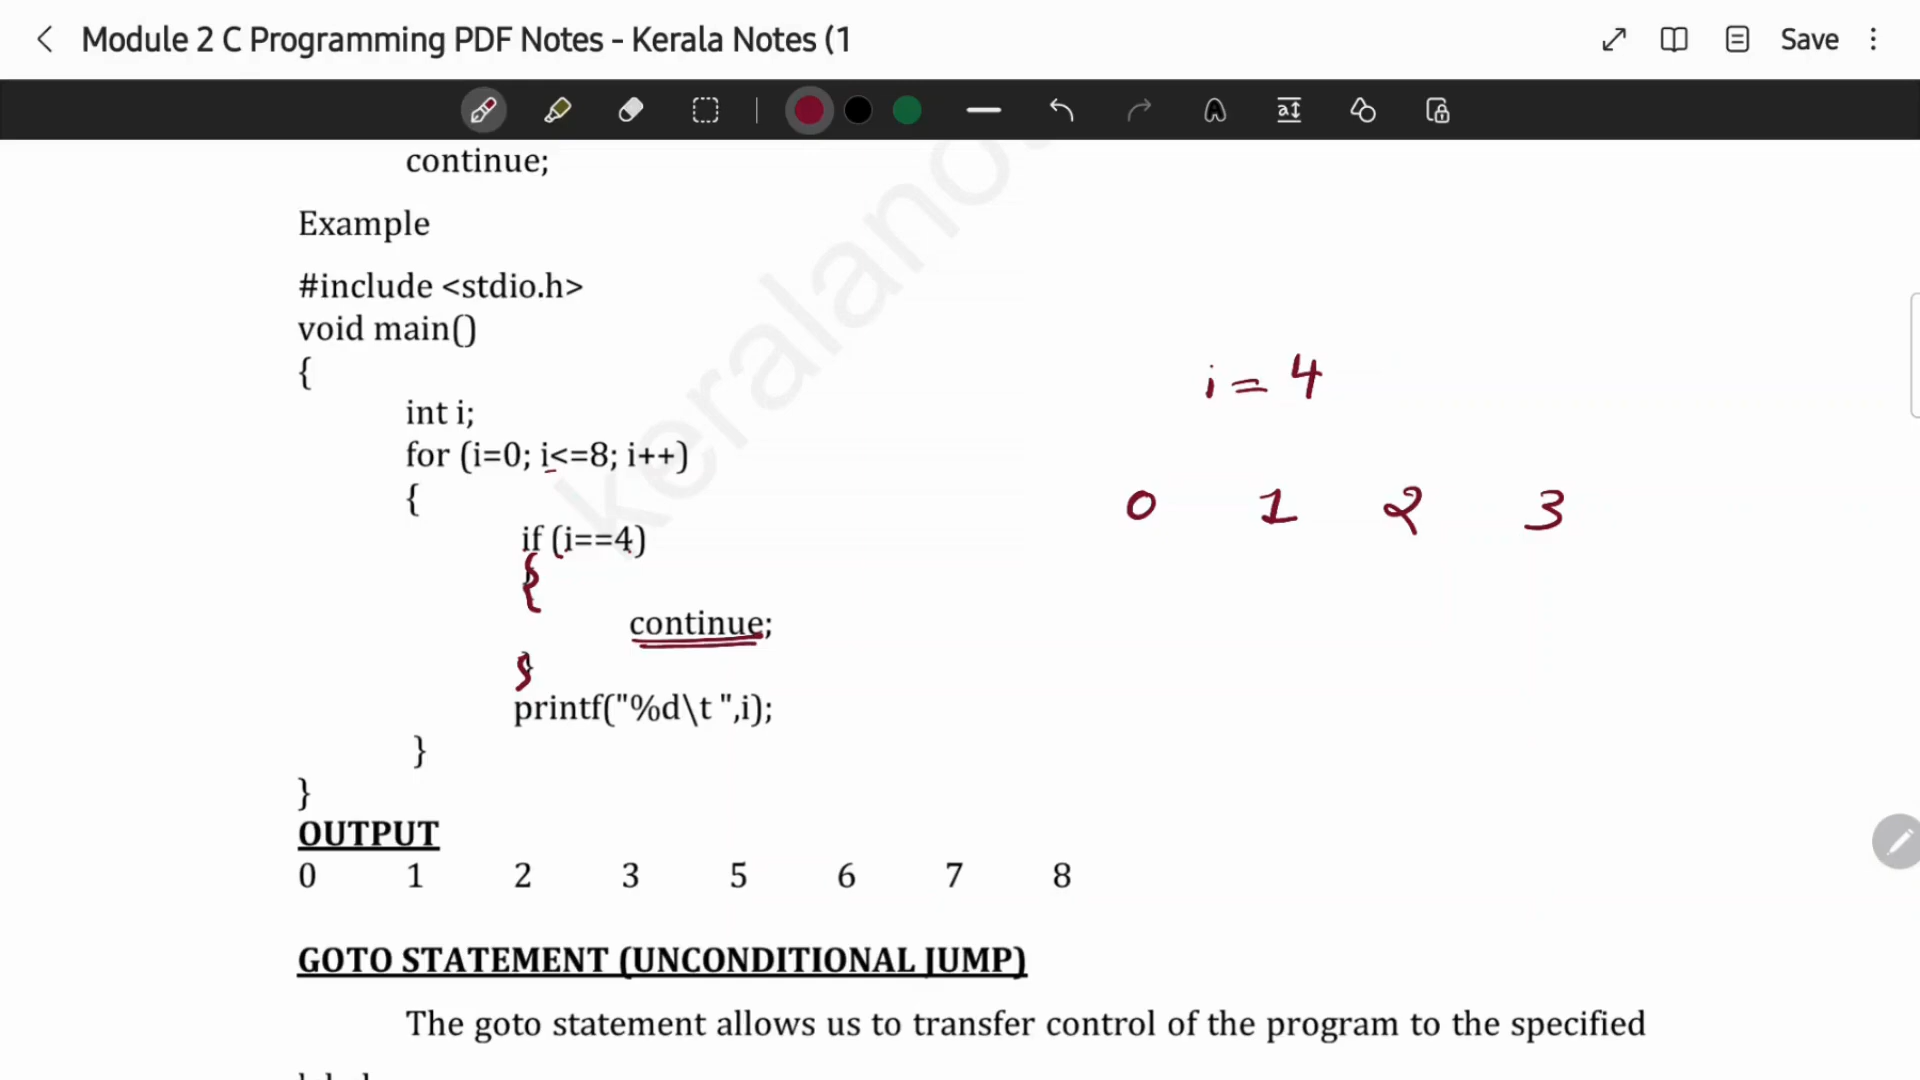 Module 2 C Programming PDF Notes - Kerala Notes (1
Save
continue;
keralano
Example
#include <stdio.h>
void main()
{
int i;
for (i=0; i<=8; i++)
{
if (i==4)
{
continue;
}
printf("%d\t ",i);
}
}
i = 4
0 1 2 3
OUTPUT
0 1 2 3 5 6 7 8
GOTO STATEMENT (UNCONDITIONAL JUMP)
The goto statement allows us to transfer control of the program to the specified